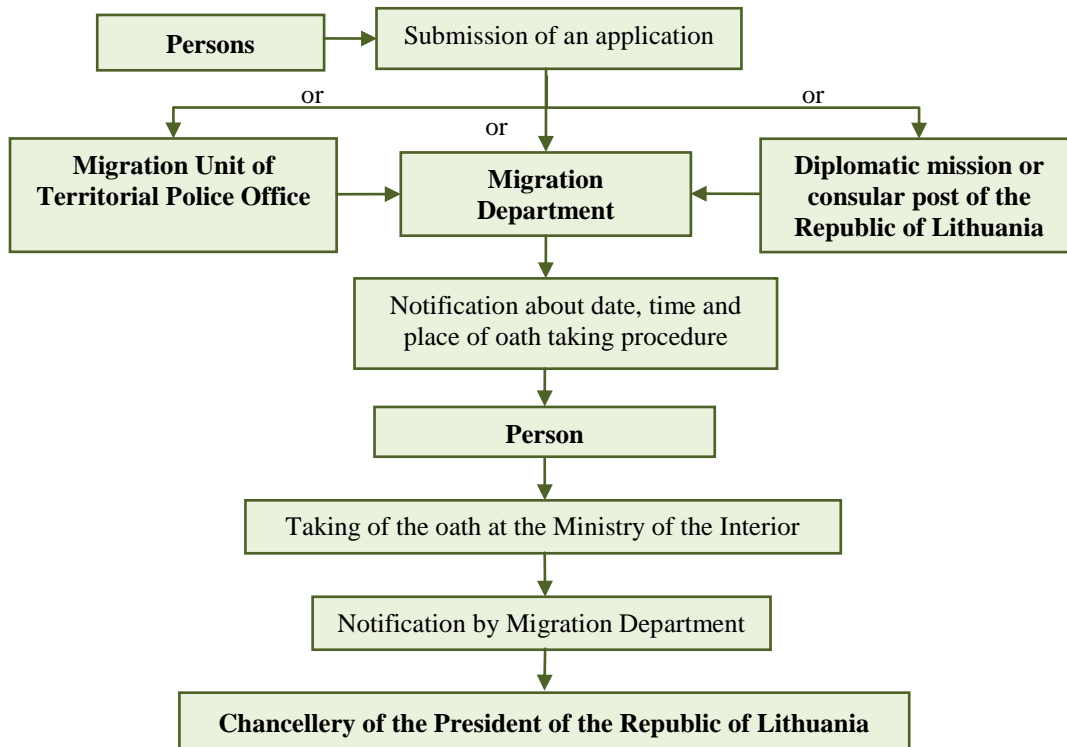 Persons
Submission of an application
or
or
or
Migration Unit of
Territorial Police Office
Migration
Department
Diplomatic mission or
consular post of the
Republic of Lithuania
Notification about date, time and
place of oath taking procedure
Person
Taking of the oath at the Ministry of the Interior
Notification by Migration Department
Chancellery of the President of the Republic of Lithuania